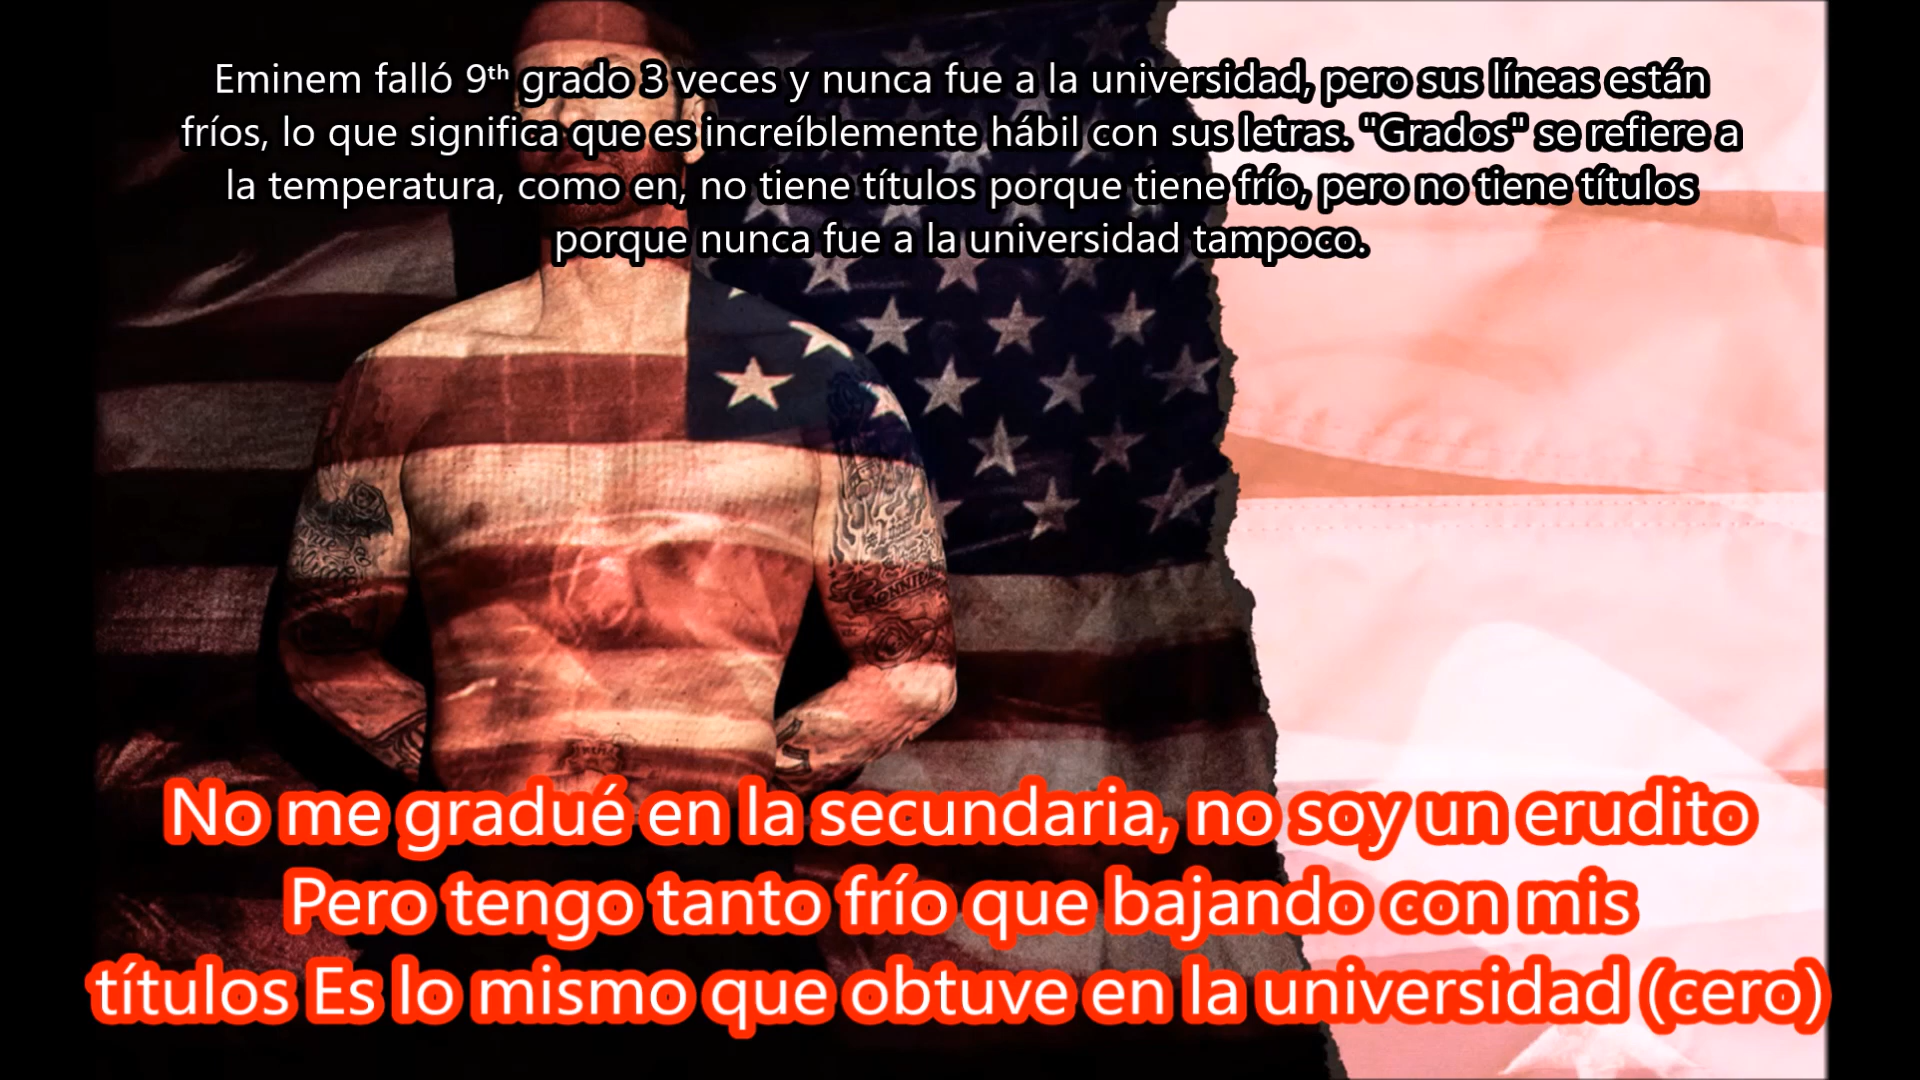 Eminem falló 9ᵗʰ grado 3 veces y nunca fue a la universidad, pero sus líneas están
fríos, lo que significa que es increíblemente hábil con sus letras. "Grados" se refiere a
la temperatura, como en, no tiene títulos porque tiene frío, pero no tiene títulos
porque nunca fue a la universidad tampoco.
No me gradué en la secundaria, no soy un erudito
Pero tengo tanto frío que bajando con mis
títulos Es lo mismo que obtuve en la universidad (cero)